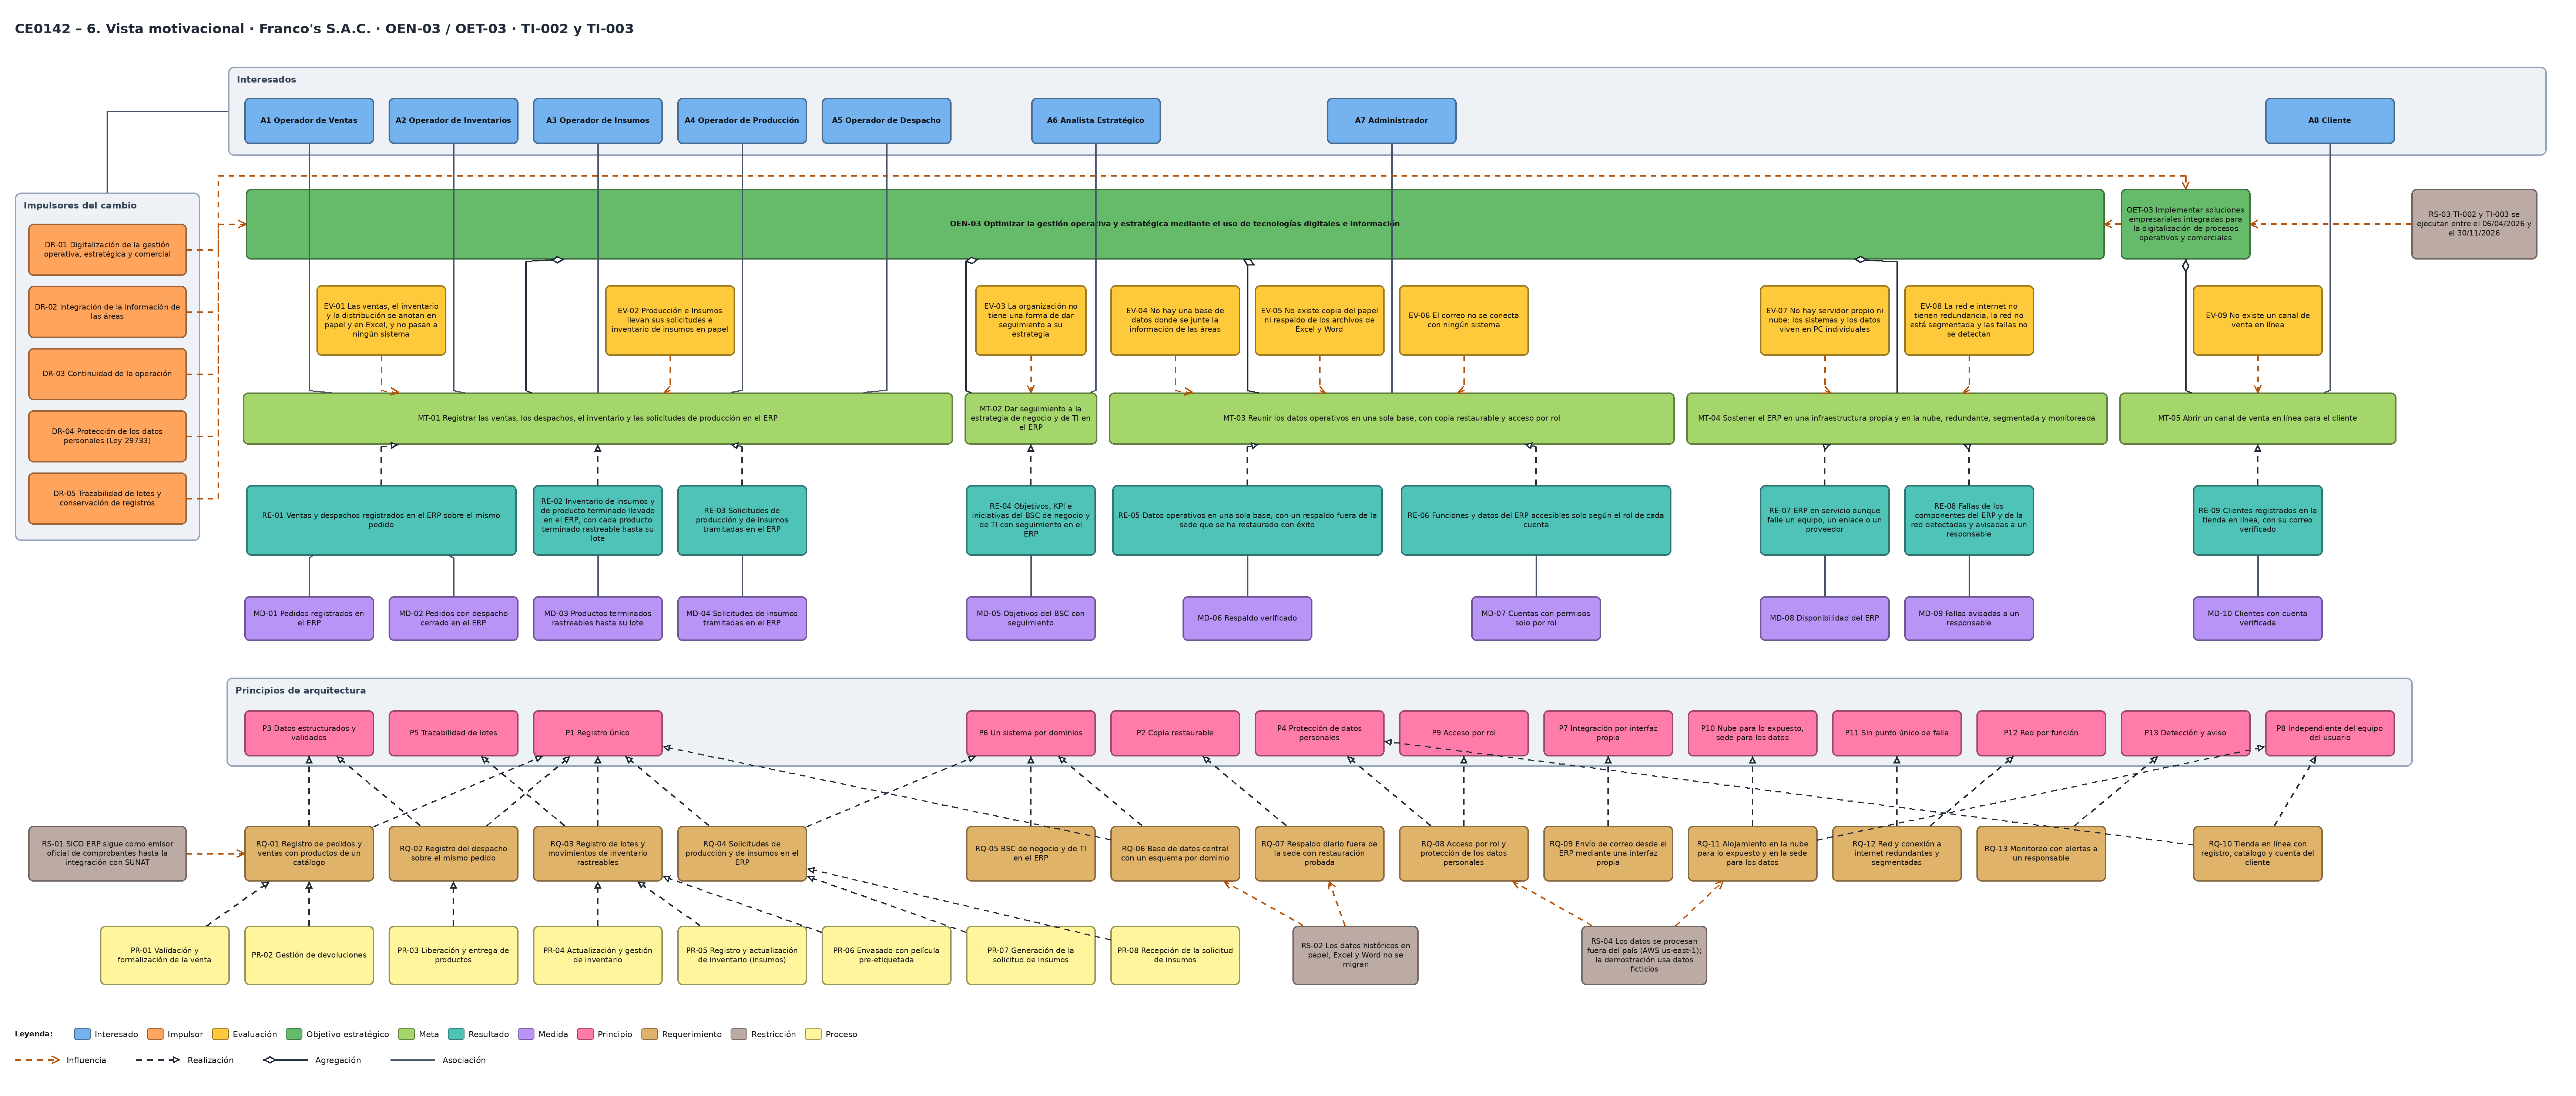 CE0142 – 6. Vista motivacional · Franco's S.A.C. · OEN-03 / OET-03 · TI-002 y TI-003
Interesados
A1 Operador de Ventas
A2 Operador de Inventarios
A3 Operador de Insumos
A4 Operador de Producción
A5 Operador de Despacho
A6 Analista Estratégico
A7 Administrador
A8 Cliente
Impulsores del cambio
DR-01 Digitalización de la gestión
operativa, estratégica y comercial
DR-02 Integración de la información de
las áreas
DR-03 Continuidad de la operación
DR-04 Protección de los datos
personales (Ley 29733)
DR-05 Trazabilidad de lotes y
conservación de registros
OEN-03 Optimizar la gestión operativa y estratégica mediante el uso de tecnologías digitales e información
OET-03 Implementar soluciones
empresariales integradas para
la digitalización de procesos
operativos y comerciales
RS-03 TI-002 y TI-003 se
ejecutan entre el 06/04/2026 y
el 30/11/2026
EV-01 Las ventas, el inventario
y la distribución se anotan en
papel y en Excel, y no pasan a
ningún sistema
EV-02 Producción e Insumos
llevan sus solicitudes e
inventario de insumos en papel
EV-03 La organización no
tiene una forma de dar
seguimiento a su
estrategia
EV-04 No hay una base de
datos donde se junte la
información de las áreas
EV-05 No existe copia del papel
ni respaldo de los archivos de
Excel y Word
EV-06 El correo no se conecta
con ningún sistema
EV-07 No hay servidor propio ni
nube: los sistemas y los datos
viven en PC individuales
EV-08 La red e internet no
tienen redundancia, la red no
está segmentada y las fallas no
se detectan
EV-09 No existe un canal de
venta en línea
MT-01 Registrar las ventas, los despachos, el inventario y las solicitudes de producción en el ERP
MT-02 Dar seguimiento a la
estrategia de negocio y de TI en
el ERP
MT-03 Reunir los datos operativos en una sola base, con copia restaurable y acceso por rol
MT-04 Sostener el ERP en una infraestructura propia y en la nube, redundante, segmentada y monitoreada
MT-05 Abrir un canal de venta en línea para el cliente
RE-01 Ventas y despachos registrados en el ERP sobre el mismo
pedido
RE-02 Inventario de insumos y
de producto terminado llevado
en el ERP, con cada producto
terminado rastreable hasta su
lote
RE-03 Solicitudes de
producción y de insumos
tramitadas en el ERP
RE-04 Objetivos, KPI e
iniciativas del BSC de negocio y
de TI con seguimiento en el
ERP
RE-05 Datos operativos en una sola base, con un respaldo fuera de la
sede que se ha restaurado con éxito
RE-06 Funciones y datos del ERP accesibles solo según el rol de cada
cuenta
RE-07 ERP en servicio aunque
falle un equipo, un enlace o un
proveedor
RE-08 Fallas de los
componentes del ERP y de la
red detectadas y avisadas a un
responsable
RE-09 Clientes registrados en la
tienda en línea, con su correo
verificado
MD-01 Pedidos registrados en
el ERP
MD-02 Pedidos con despacho
cerrado en el ERP
MD-03 Productos terminados
rastreables hasta su lote
MD-04 Solicitudes de insumos
tramitadas en el ERP
MD-05 Objetivos del BSC con
seguimiento
MD-06 Respaldo verificado
MD-07 Cuentas con permisos
solo por rol
MD-08 Disponibilidad del ERP
MD-09 Fallas avisadas a un
responsable
MD-10 Clientes con cuenta
verificada
Principios de arquitectura
P3 Datos estructurados y
validados
P5 Trazabilidad de lotes
P1 Registro único
P6 Un sistema por dominios
P2 Copia restaurable
P4 Protección de datos
personales
P9 Acceso por rol
P7 Integración por interfaz
propia
P10 Nube para lo expuesto,
sede para los datos
P11 Sin punto único de falla
P12 Red por función
P13 Detección y aviso
P8 Independiente del equipo
del usuario
RS-01 SICO ERP sigue como emisor
oficial de comprobantes hasta la
integración con SUNAT
RQ-01 Registro de pedidos y
ventas con productos de un
catálogo
RQ-02 Registro del despacho
sobre el mismo pedido
RQ-03 Registro de lotes y
movimientos de inventario
rastreables
RQ-04 Solicitudes de
producción y de insumos en el
ERP
RQ-05 BSC de negocio y de TI
en el ERP
RQ-06 Base de datos central
con un esquema por dominio
RQ-07 Respaldo diario fuera de
la sede con restauración
probada
RQ-08 Acceso por rol y
protección de los datos
personales
RQ-09 Envío de correo desde el
ERP mediante una interfaz
propia
RQ-11 Alojamiento en la nube
para lo expuesto y en la sede
para los datos
RQ-12 Red y conexión a
internet redundantes y
segmentadas
RQ-13 Monitoreo con alertas a
un responsable
RQ-10 Tienda en línea con
registro, catálogo y cuenta del
cliente
PR-01 Validación y
formalización de la venta
PR-02 Gestión de devoluciones
PR-03 Liberación y entrega de
productos
PR-04 Actualización y gestión
de inventario
PR-05 Registro y actualización
de inventario (insumos)
PR-06 Envasado con película
pre-etiquetada
PR-07 Generación de la
solicitud de insumos
PR-08 Recepción de la solicitud
de insumos
RS-02 Los datos históricos en
papel, Excel y Word no se
migran
RS-04 Los datos se procesan
fuera del país (AWS us-east-1);
la demostración usa datos
ficticios
Leyenda:
Interesado
Impulsor
Evaluación
Objetivo estratégico
Meta
Resultado
Medida
Principio
Requerimiento
Restricción
Proceso
Influencia
Realización
Agregación
Asociación